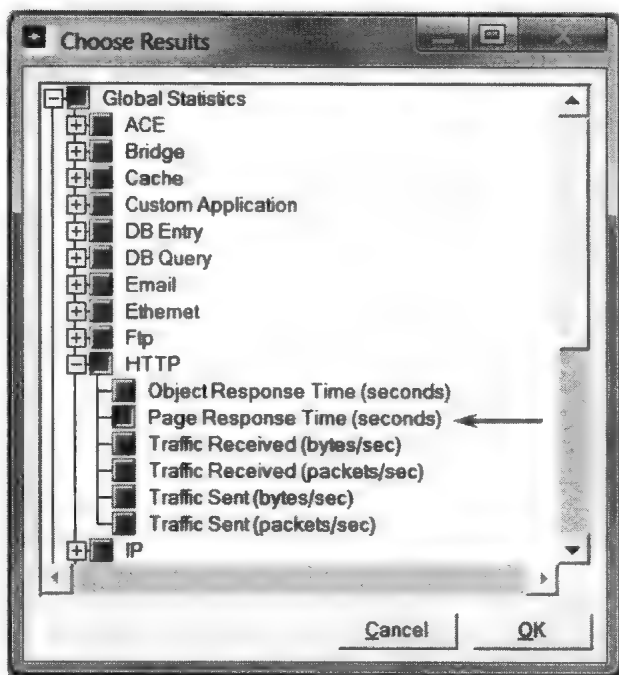 Choose Results
Global Statistics
ACE
Bridge
Cache
Custom Application
DB Entry
DB Query
Email
Ethernet
Ftp
HTTP
Object Response Time (seconds)
Page Response Time (seconds)
Traffic Received (bytes/sec)
Traffic Received (packets/sec)
Traffic Sent (bytes/sec)
Traffic Sent (packets/sec)
IP
Cancel OK